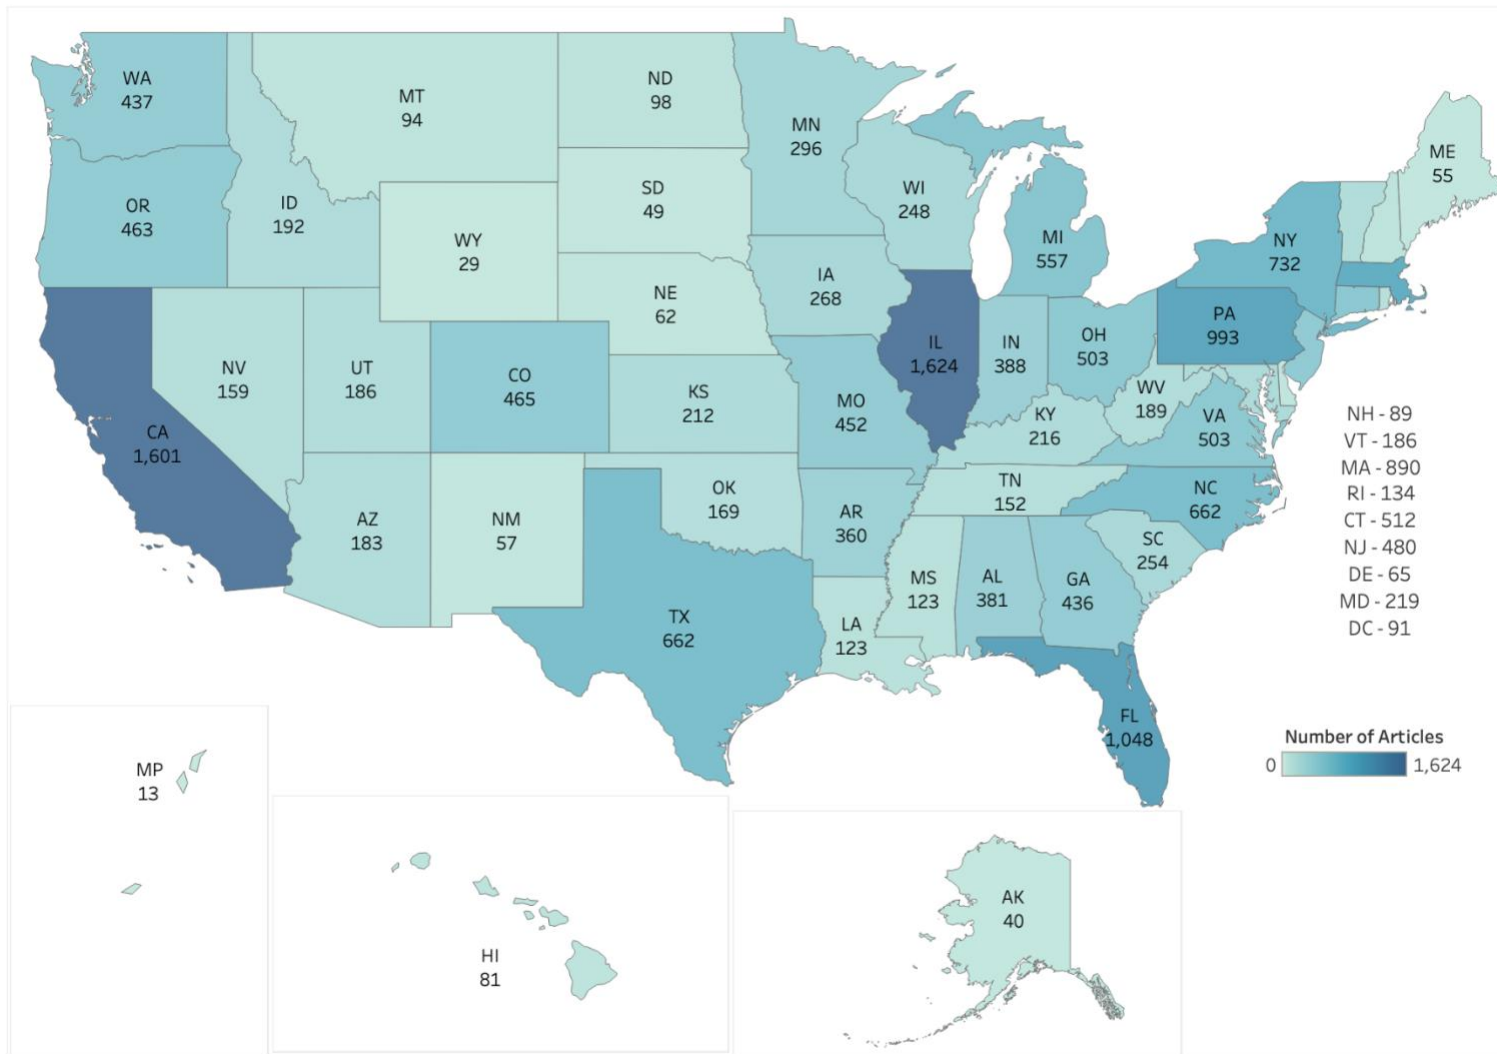 WA
437
MT
94
ND
98
MN
296
ME
55
OR
463
ID
192
SD
49
WI
248
WY
29
MI
557
NY
732
NE
62
IA
268
PA
993
NV
159
UT
186
CO
465
KS
212
MO
452
IL
1,624
IN
388
OH
503
WV
189
KY
216
VA
503
CA
1,601
AZ
183
NM
57
OK
169
AR
360
TN
152
NC
662
SC
254
TX
662
LA
123
MS
123
AL
381
GA
436
FL
1,048
NH - 89
VT - 186
MA - 890
RI - 134
CT - 512
NJ - 480
DE - 65
MD - 219
DC - 91
Number of Articles
0 1,624
MP
13
HI
81
AK
40